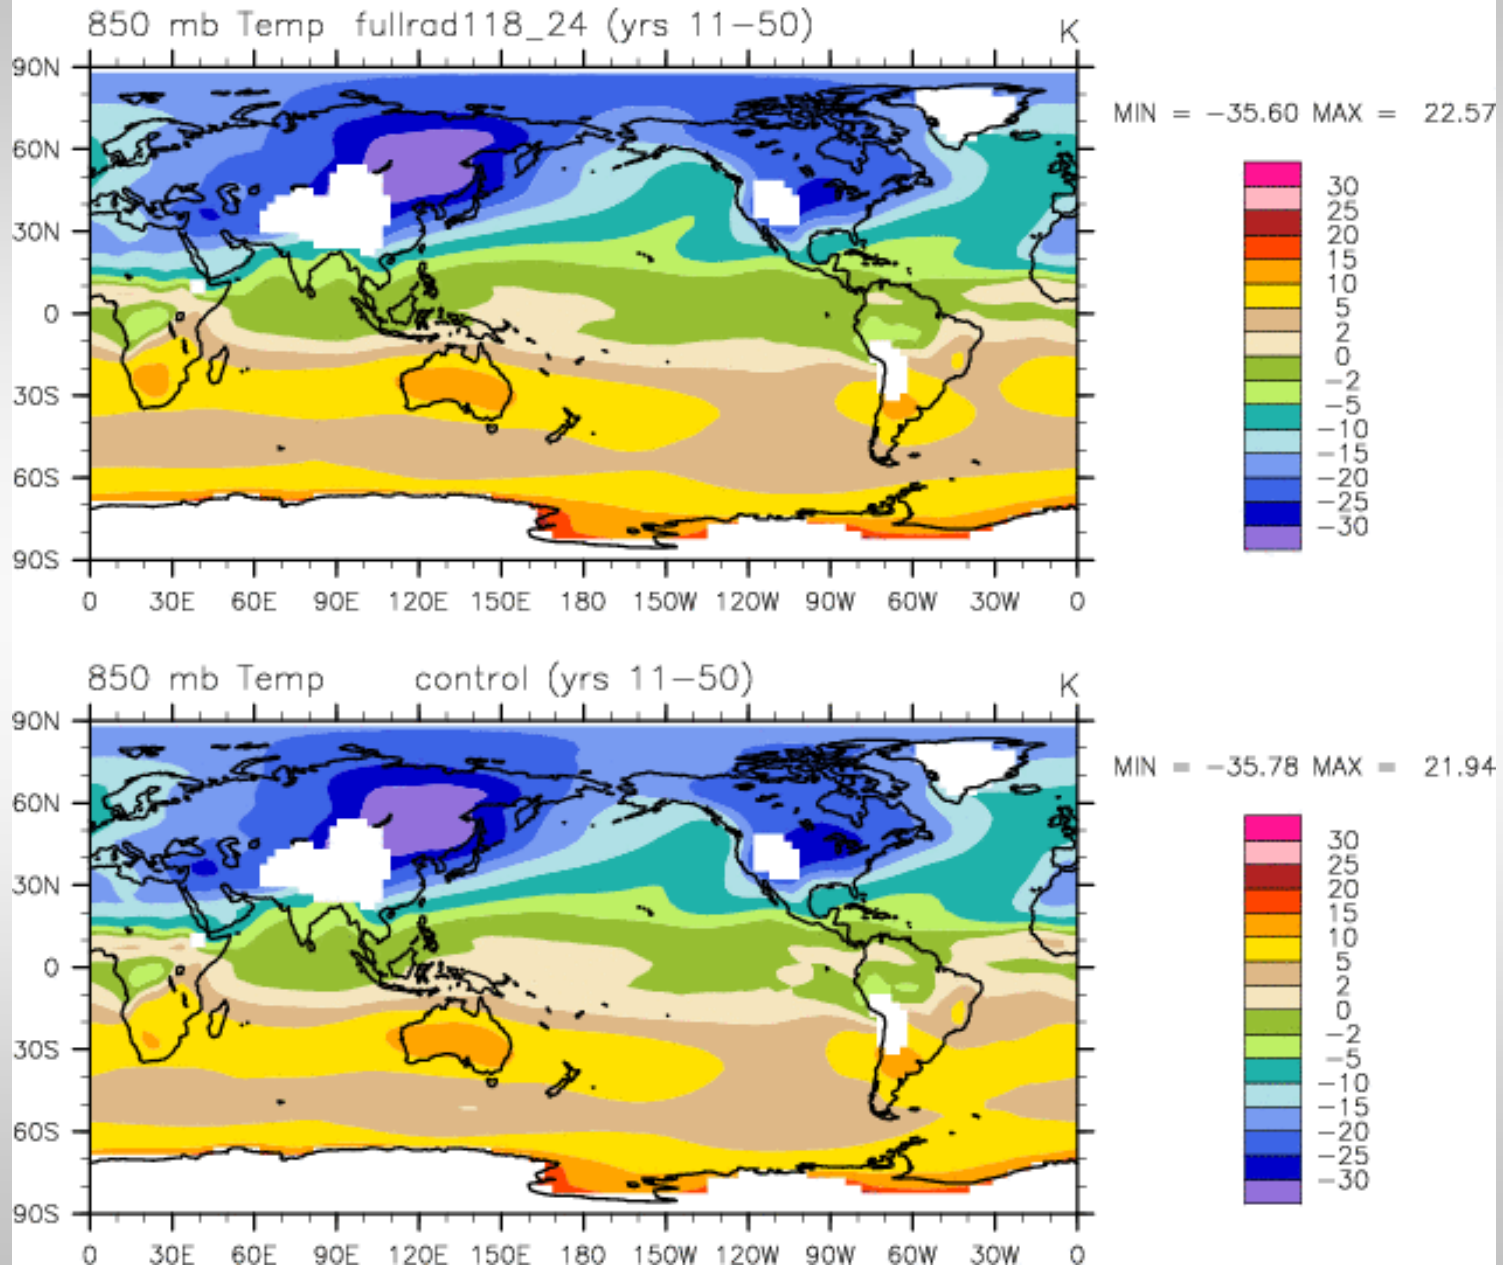 850 mb Temp fullrad118_24 (yrs 11-50) K
MIN = -35.60 MAX = 22.57
90N
60N
30N
0
30S
60S
90S
0 30E 60E 90E 120E 150E 180 150W 120W 90W 60W 30W 0
30
25
20
15
10
5
2
0
-2
-5
-10
-15
-20
-25
-30
850 mb Temp control (yrs 11-50) K
MIN = -35.78 MAX = 21.94
90N
60N
30N
0
30S
60S
90S
0 30E 60E 90E 120E 150E 180 150W 120W 90W 60W 30W 0
30
25
20
15
10
5
2
0
-2
-5
-10
-15
-20
-25
-30